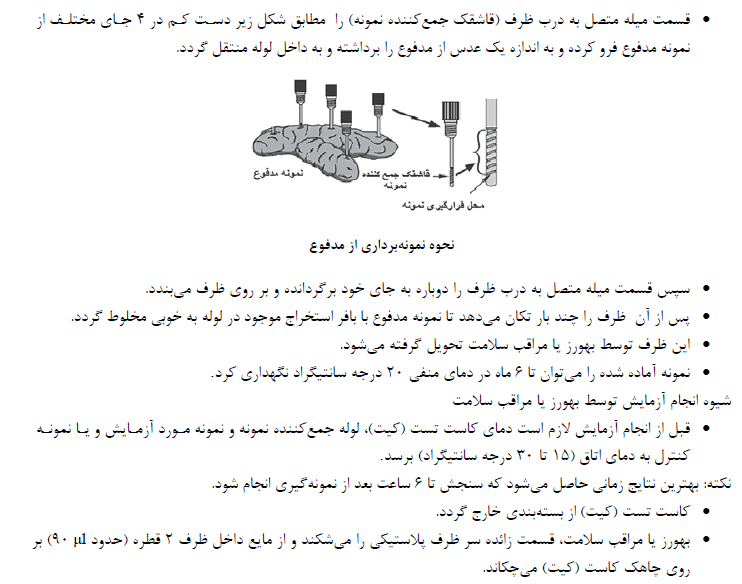 • قسمت میله متصل به درب ظرف (قاشقک جمع‌کننده نمونه) را مطابق شکل زیر دست کم در ۴ جای مختلف از
نمونه مدفوع فرو کرده و به اندازه یک عدس از مدفوع را برداشته و به داخل لوله منتقل گردد.
نمونه مدفوع
قاشقک جمع کننده
نمونه
محل قرارگیری نمونه
نحوه نمونه‌برداری از مدفوع
• سپس قسمت میله متصل به درب ظرف را دوباره به جای خود برگردانده و بر روی ظرف می‌بندد.
• پس از آن ظرف را چند بار تکان می‌دهد تا نمونه مدفوع با بافر استخراج موجود در لوله به خوبی مخلوط گردد.
• این ظرف توسط بهورز یا مراقب سلامت تحویل گرفته می‌شود.
• نمونه آماده شده را می‌توان تا ۶ ماه در دمای منفی ۲۰ درجه سانتیگراد نگهداری کرد.
شیوه انجام آزمایش توسط بهورز یا مراقب سلامت
• قبل از انجام آزمایش لازم است دمای کاست تست (کیت)، لوله جمع‌کننده نمونه و نمونه مورد آزمایش و یا نمونه
کنترل به دمای اتاق (۱۵ تا ۳۰ درجه سانتیگراد) برسد.
نکته: بهترین نتایج زمانی حاصل می‌شود که سنجش تا ۶ ساعت بعد از نمونه‌گیری انجام شود.
• کاست تست (کیت) از بسته‌بندی خارج گردد.
• بهورز یا مراقب سلامت، قسمت زائده سر ظرف پلاستیکی را می‌شکند و از مایع داخل ظرف ۲ قطره (حدود ۹۰ µl) بر
روی چاهک کاست (کیت) می‌چکاند.